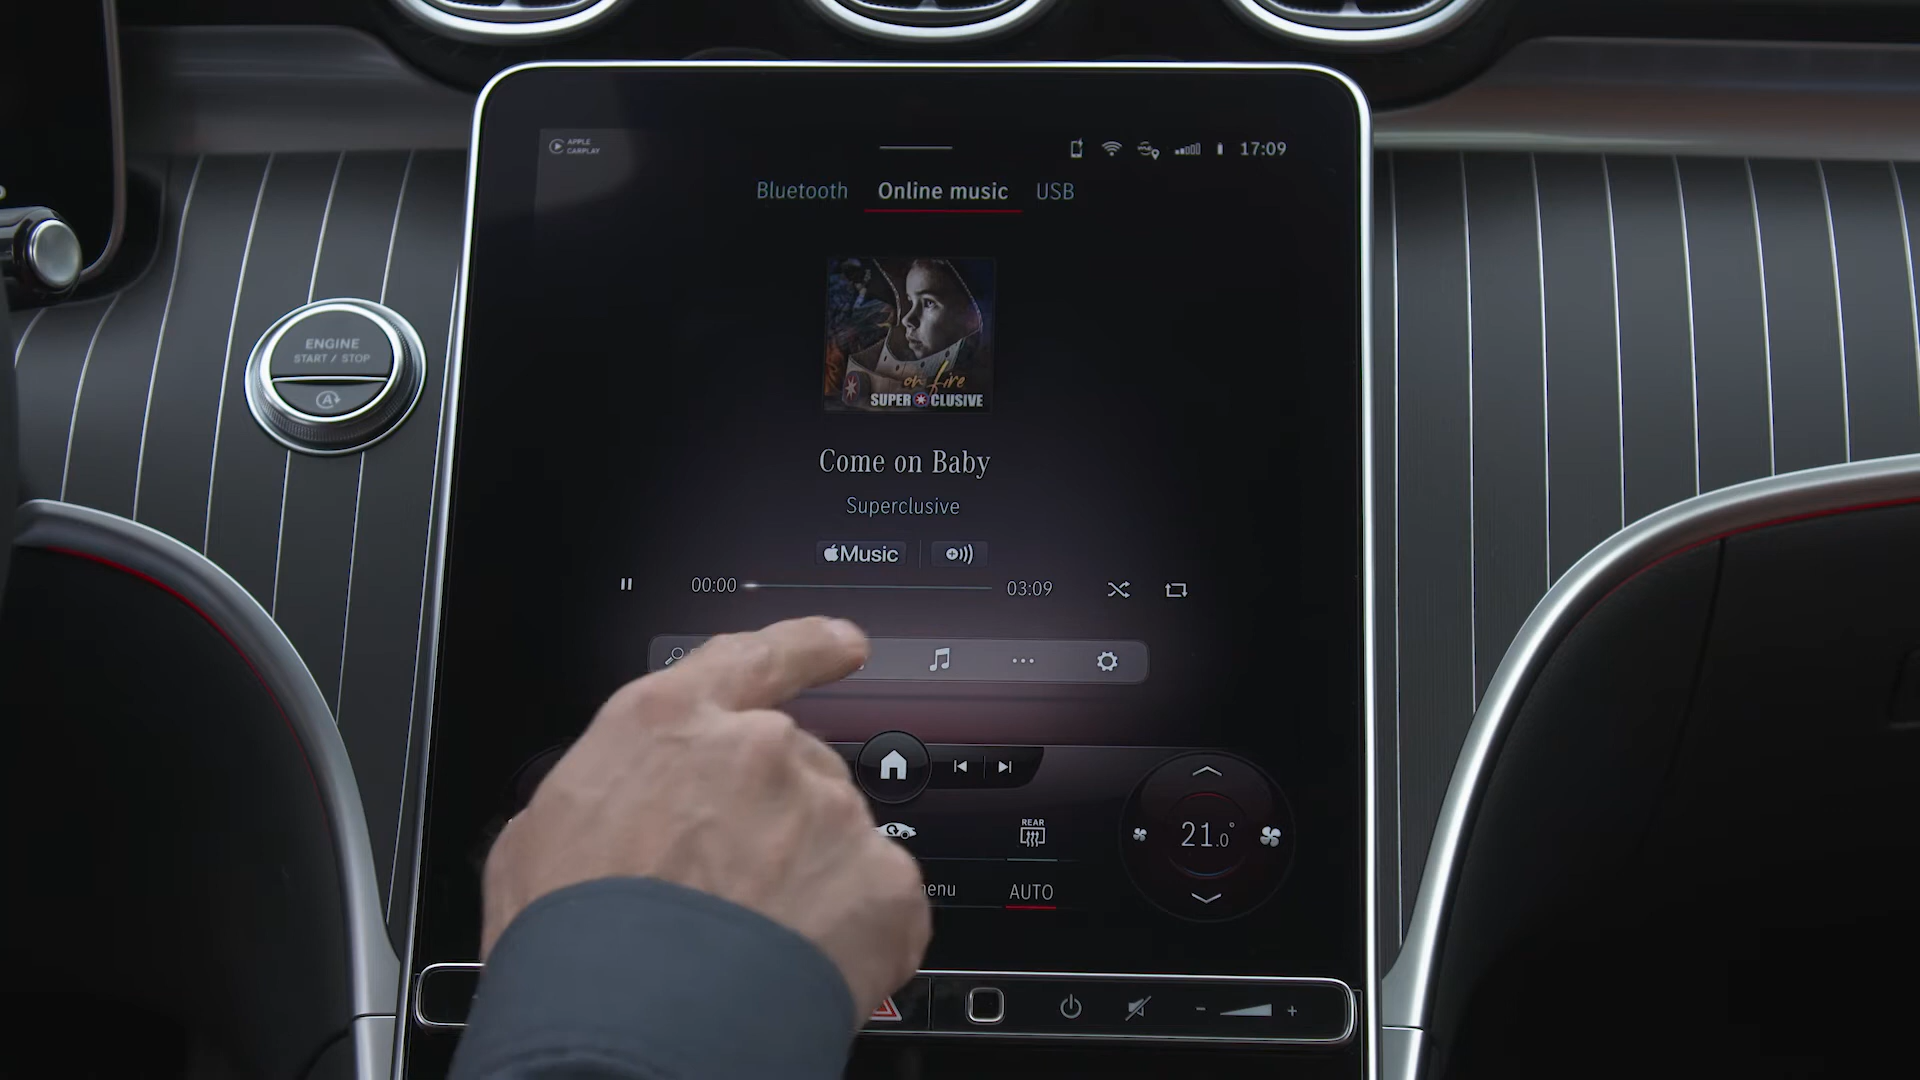 APPLE
CARPLAY
17:09
Bluetooth
Online music
USB
on fire
SUPER CLUSIVE
ENGINE
START / STOP
A
Come on Baby
Superclusive
Music
00:00
03:09
REAR
21.0°
AUTO
- +